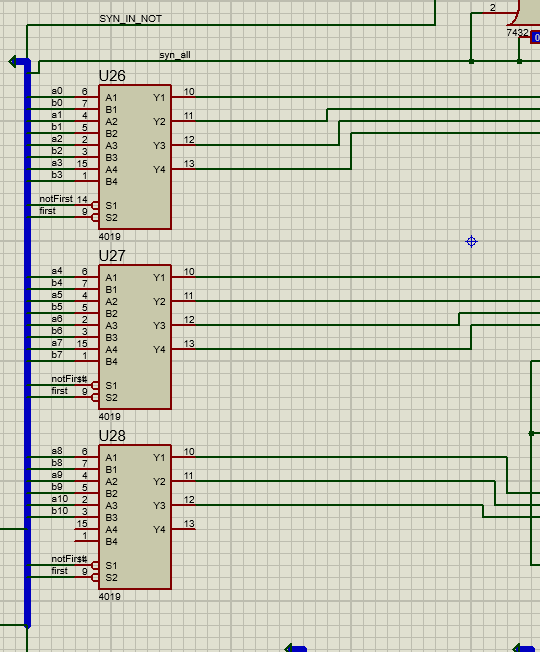 SYN_IN_NOT
2
7432
0
syn_all
U26
a0 6 A1 Y1 10
b0 7 B1
a1 4 A2 Y2 11
b1 5 B2
a2 2 A3 Y3 12
b2 3 B3
a3 15 A4 Y4 13
b3 1 B4
notFirst 14 S1
first 9 S2
4019
U27
a4 6 A1 Y1 10
b4 7 B1
a5 4 A2 Y2 11
b5 5 B2
a6 2 A3 Y3 12
b6 3 B3
a7 15 A4 Y4 13
b7 1 B4
notFirst 14 S1
first 9 S2
4019
U28
a8 6 A1 Y1 10
b8 7 B1
a9 4 A2 Y2 11
b9 5 B2
a10 2 A3 Y3 12
b10 3 B3
15 A4 Y4 13
1 B4
notFirst 14 S1
first 9 S2
4019